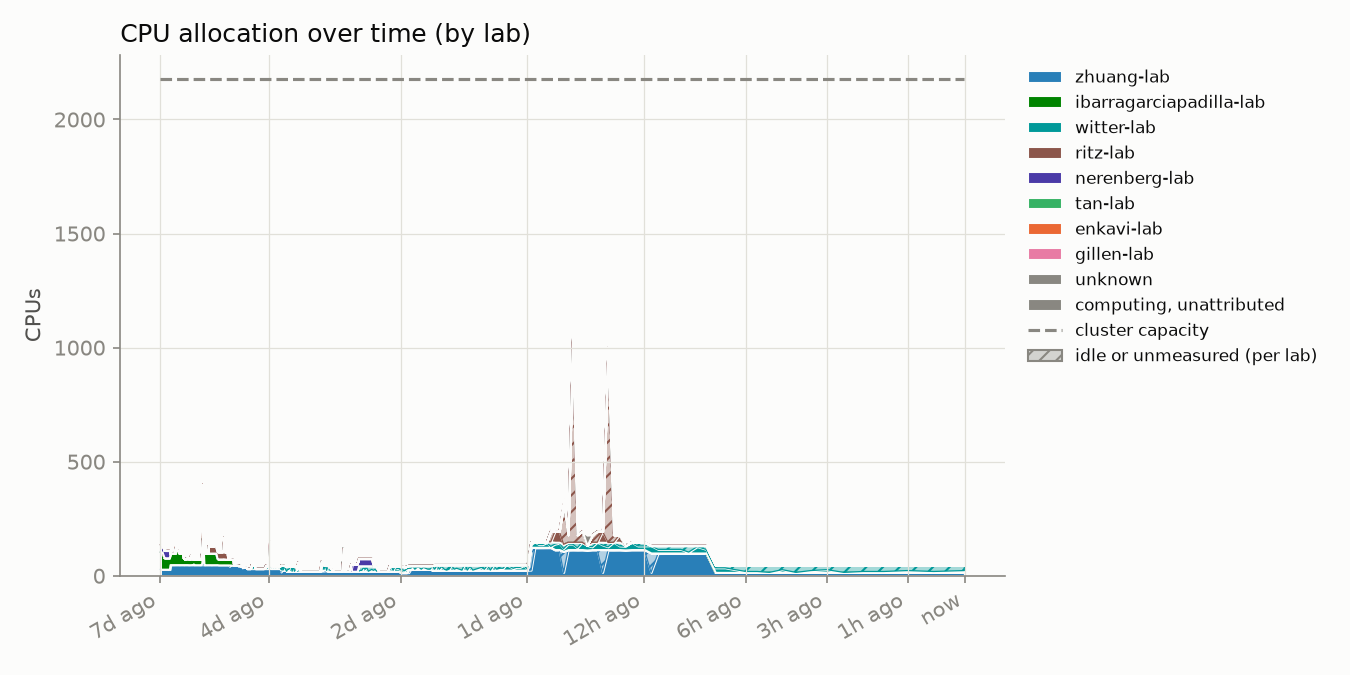 CPU allocation over time (by lab)
CPUs
2000
1500
1000
500
0
7d ago
4d ago
2d ago
1d ago
12h ago
6h ago
3h ago
1h ago
now
zhuang-lab
ibarragarciapadilla-lab
witter-lab
ritz-lab
nerenberg-lab
tan-lab
enkavi-lab
gillen-lab
unknown
computing, unattributed
cluster capacity
idle or unmeasured (per lab)